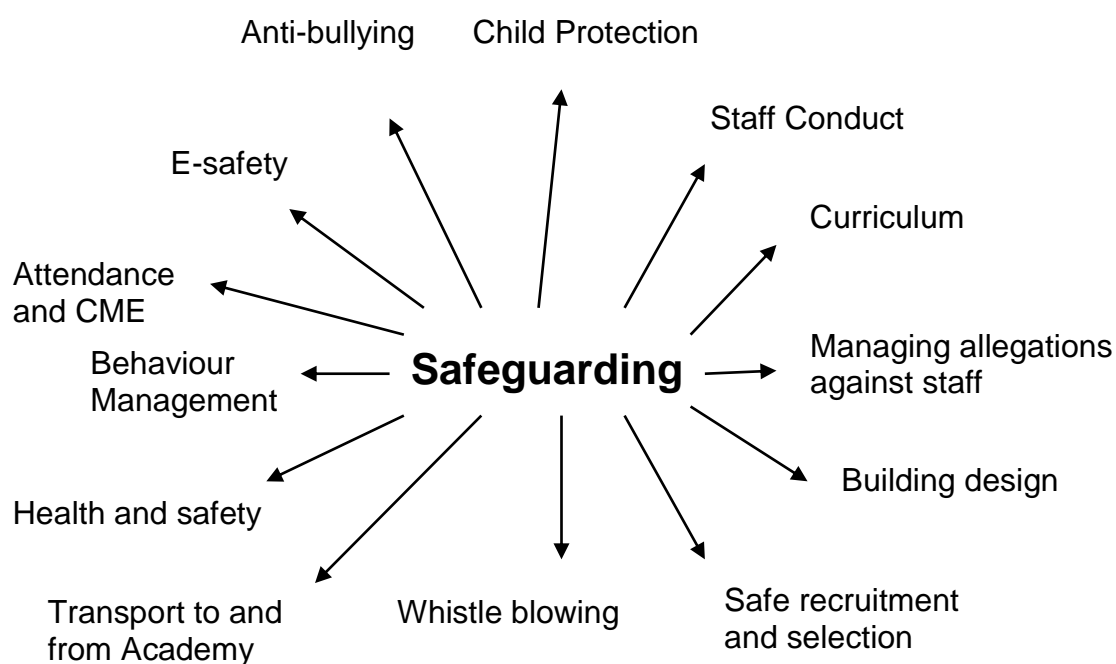 Anti-bullying
Child Protection
Staff Conduct
E-safety
Curriculum
Attendance
and CME
Managing allegations
against staff
Behaviour
Management
Safeguarding
Building design
Health and safety
Transport to and
from Academy
Whistle blowing
Safe recruitment
and selection